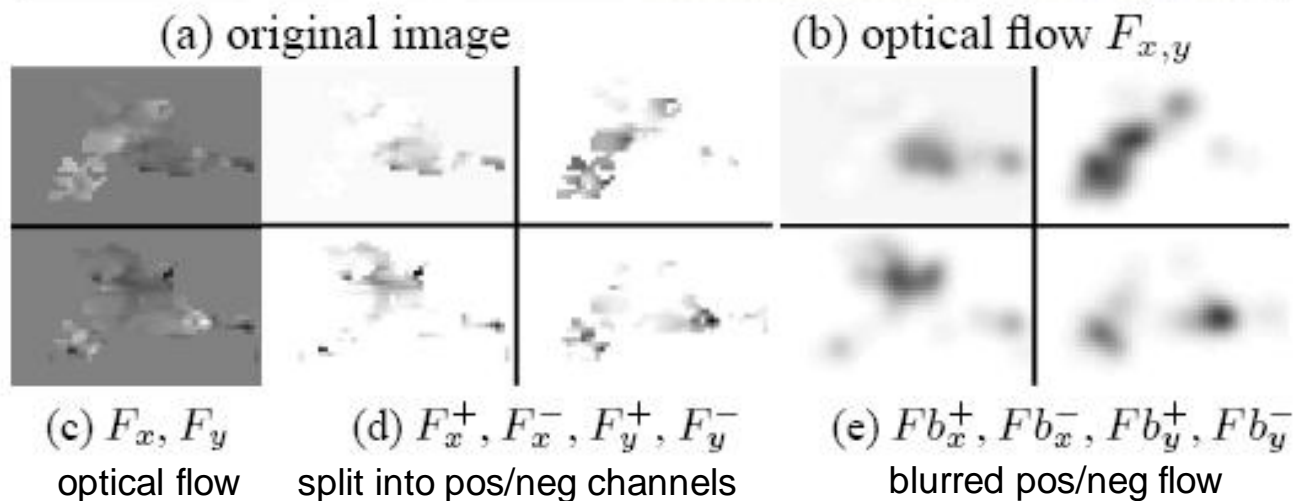 (a) original image (b) optical flow $F_{x,y}$
(c) $F_x, F_y$ (d) $F_x^+, F_x^-, F_y^+, F_y^-$ (e) $Fb_x^+, Fb_x^-, Fb_y^+, Fb_y^-$
optical flow split into pos/neg channels blurred pos/neg flow